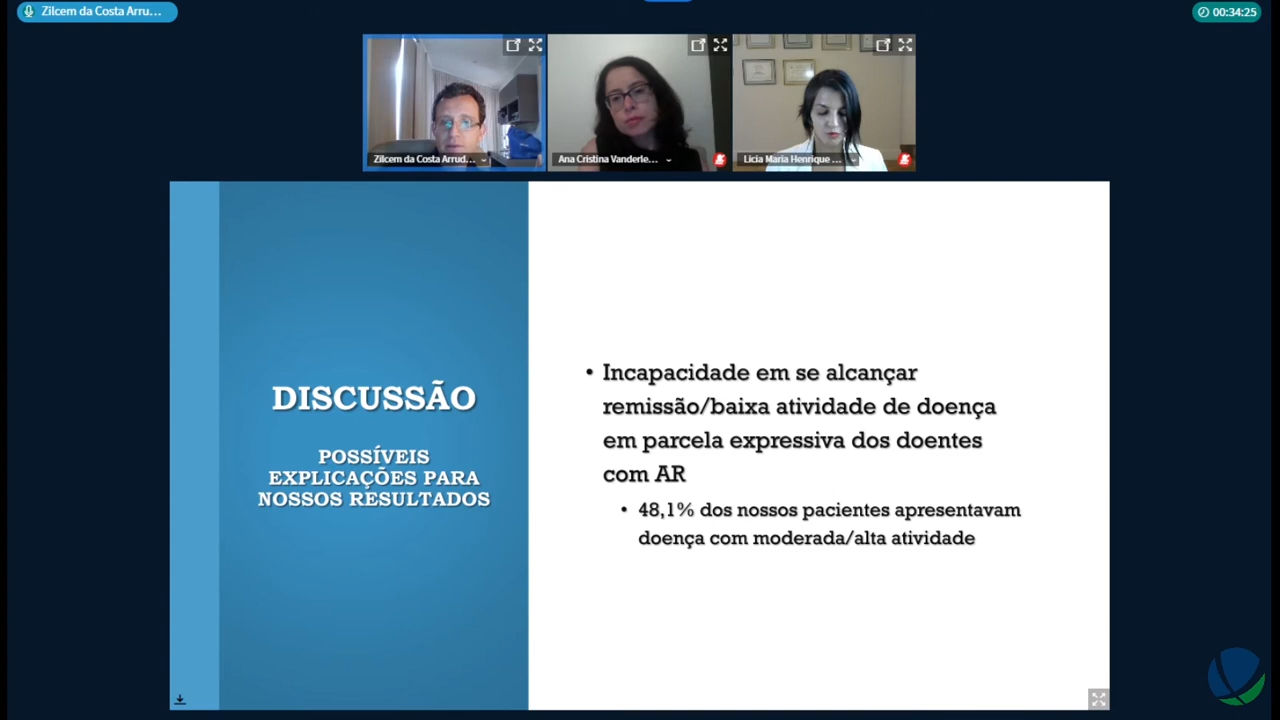 Zilcem da Costa Arru...
00:34:25
Zilcem da Costa Arrud...
Ana Cristina Vanderle...
Licia Maria Henrique ...
DISCUSSÃO
POSSÍVEIS
EXPLICAÇÕES PARA
NOSSOS RESULTADOS
• Incapacidade em se alcançar
remissão/baixa atividade de doença
em parcela expressiva dos doentes
com AR
• 48,1% dos nossos pacientes apresentavam
doença com moderada/alta atividade